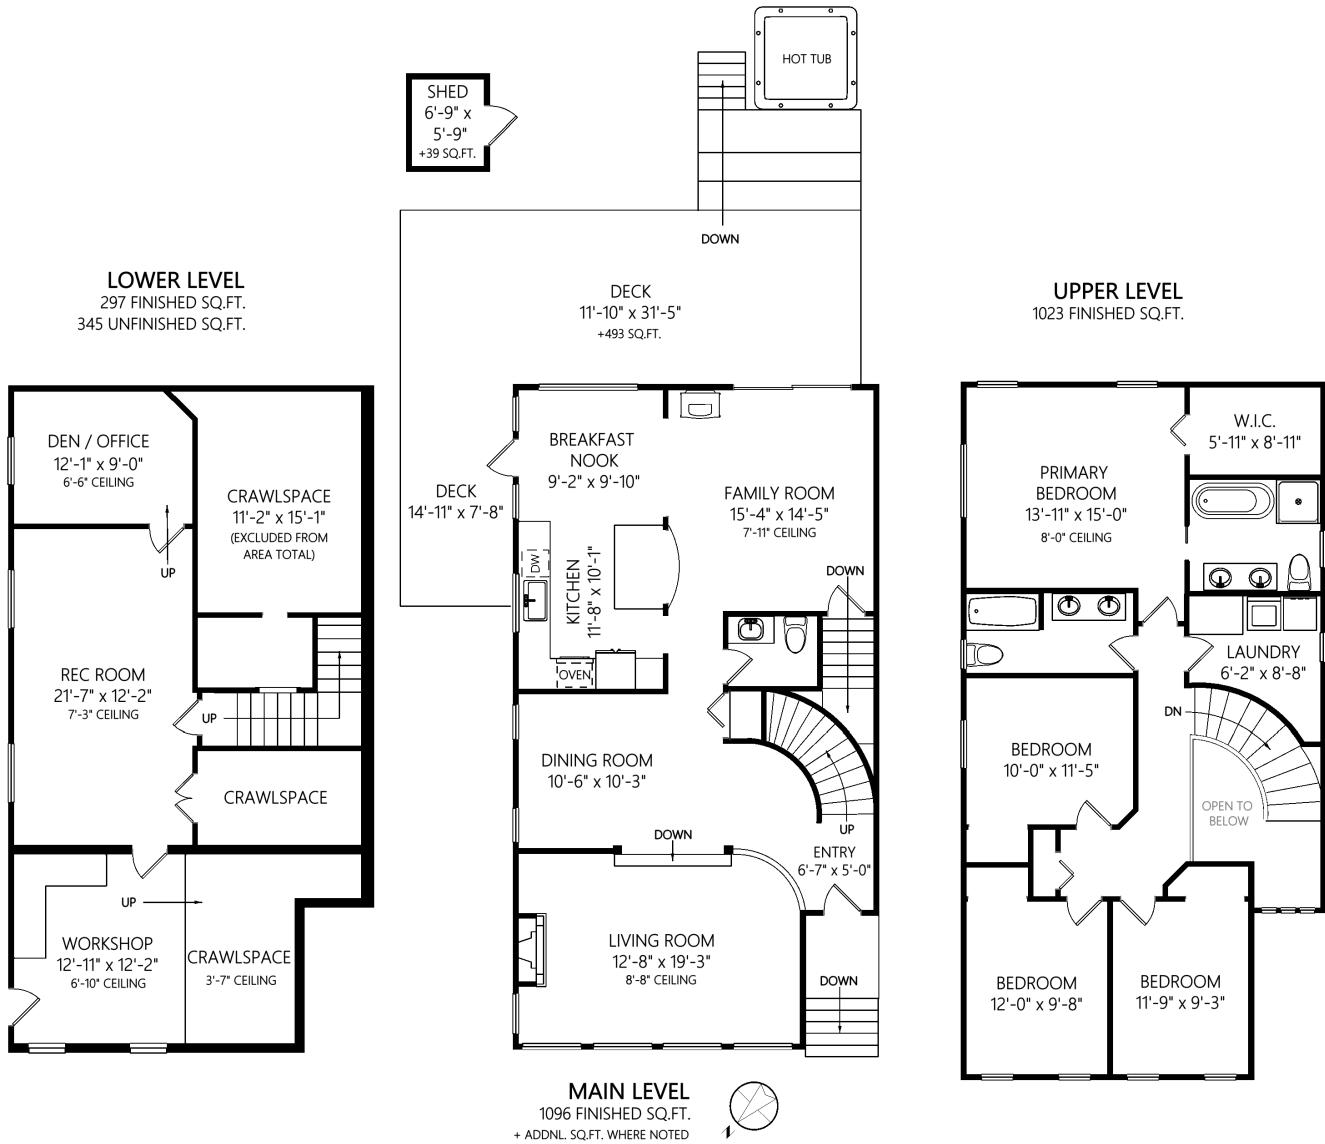 LOWER LEVEL
297 FINISHED SQ.FT.
345 UNFINISHED SQ.FT.
DEN / OFFICE
12'-1" x 9'-0"
6'-6" CEILING
CRAWLSPACE
11'-2" x 15'-1"
(EXCLUDED FROM
AREA TOTAL)
UP
REC ROOM
21'-7" x 12'-2"
7'-3" CEILING
UP
CRAWLSPACE
UP
WORKSHOP
12'-11" x 12'-2"
6'-10" CEILING
CRAWLSPACE
3'-7" CEILING
SHED
6'-9" x
5'-9"
+39 SQ.FT.
HOT TUB
DOWN
DECK
11'-10" x 31'-5"
+493 SQ.FT.
DECK
14'-11" x 7'-8"
BREAKFAST
NOOK
9'-2" x 9'-10"
FAMILY ROOM
15'-4" x 14'-5"
7'-11" CEILING
DW
KITCHEN
11'-8" x 10'-1"
OVEN
DOWN
DINING ROOM
10'-6" x 10'-3"
DOWN
UP
ENTRY
6'-7" x 5'-0"
LIVING ROOM
12'-8" x 19'-3"
8'-8" CEILING
DOWN
MAIN LEVEL
1096 FINISHED SQ.FT.
+ ADDNL. SQ.FT. WHERE NOTED
N
UPPER LEVEL
1023 FINISHED SQ.FT.
W.I.C.
5'-11" x 8'-11"
PRIMARY
BEDROOM
13'-11" x 15'-0"
8'-0" CEILING
LAUNDRY
6'-2" x 8'-8"
DN
BEDROOM
10'-0" x 11'-5"
OPEN TO
BELOW
BEDROOM
12'-0" x 9'-8"
BEDROOM
11'-9" x 9'-3"